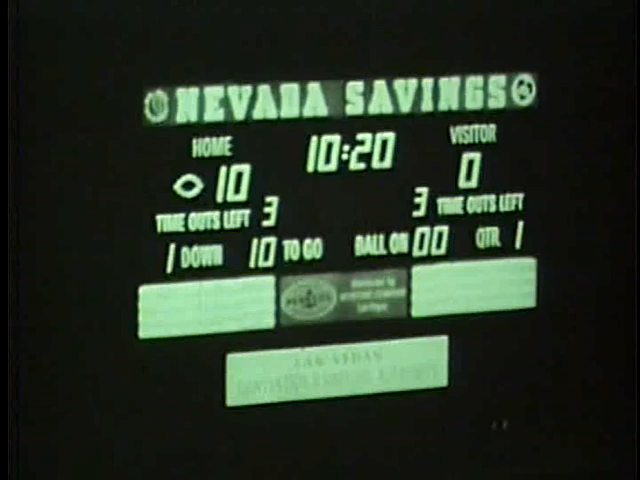 NEVADA SAVINGS
HOME 10:20 VISITOR
10 0
TIME OUTS LEFT 3 3 TIME OUTS LEFT
1 DOWN 10 TO GO BALL ON 00 QTR 1
LAS VEGAS